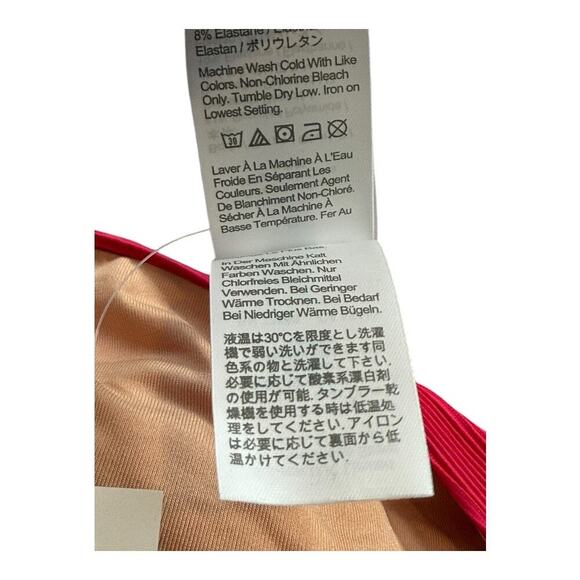 8% Elastane /
Elastan / ポリウレタン
Machine Wash Cold With Like
Colors. Non-Chlorine Bleach
Only. Tumble Dry Low. Iron on
Lowest Setting.
30
Laver À La Machine À L'Eau
Froide En Séparant Les
Couleurs. Seulement Agent
De Blanchiment Non-Chloré.
Sécher À La Machine À
Basse Température. Fer Au
Plus Bas.
In Der Maschine Kalt
Waschen Mit Ähnlichen
Farben Waschen. Nur
Chlorfreies Bleichmittel
Verwenden. Bei Geringer
Wärme Trocknen. Bei Bedarf
Bei Niedriger Wärme Bügeln.
液温は30℃を限度とし洗濯
機で弱い洗いができます同
色系の物と洗濯して下さい.
必要に応じて酸素系漂白剤
の使用が可能. タンブラー乾
燥機を使用する時は低温処
理をしてください. アイロン
は必要に応じて裏面から低
温かけてください.